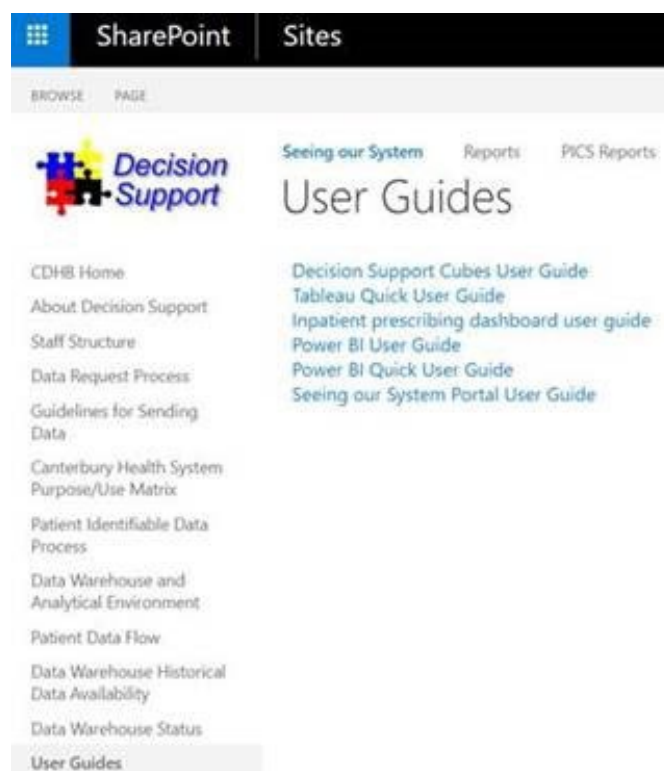 SharePoint Sites
BROWSE PAGE
Decision
Support
Seeing our System Reports PICS Reports
User Guides
CDHB Home
About Decision Support
Staff Structure
Data Request Process
Guidelines for Sending
Data
Canterbury Health System
Purpose/Use Matrix
Patient Identifiable Data
Process
Data Warehouse and
Analytical Environment
Patient Data Flow
Data Warehouse Historical
Data Availability
Data Warehouse Status
User Guides
Decision Support Cubes User Guide
Tableau Quick User Guide
Inpatient prescribing dashboard user guide
Power BI User Guide
Power BI Quick User Guide
Seeing our System Portal User Guide